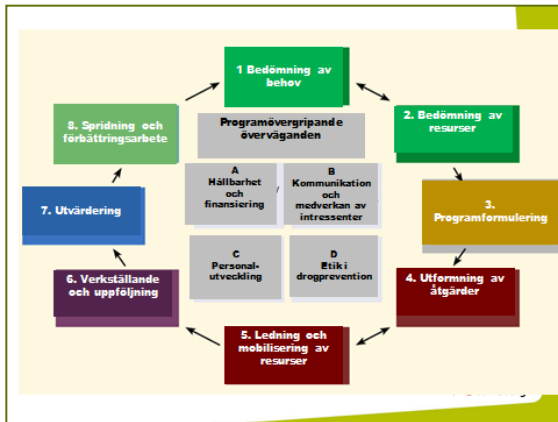 1 Bedömning av
behov
2. Bedömning av
resurser
3.
Programformulering
4. Utformning av
åtgärder
5. Ledning och
mobilisering av
resurser
6. Verkställande
och uppföljning
7. Utvärdering
8. Spridning och
förbättringsarbete
Programövergripande
överväganden
A
Hållbarhet
och
finansiering
B
Kommunikation
och
medverkan av
intressenter
C
Personal-
utveckling
D
Etik i
drogprevention